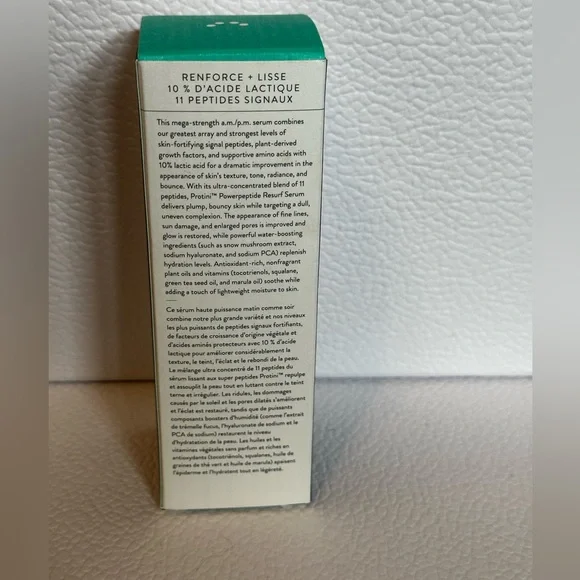 RENFORCE + LISSE
10 % D'ACIDE LACTIQUE
11 PEPTIDES SIGNAUX
This mega-strength a.m./p.m. serum combines
our greatest array and strongest levels of
skin-fortifying signal peptides, plant-derived
growth factors, and supportive amino acids with
10% lactic acid for a dramatic improvement in the
appearance of skin's texture, tone, radiance, and
bounce. With its ultra-concentrated blend of 11
peptides, Protini™ Powerpeptide Resurf Serum
delivers plump, bouncy skin while targeting a dull,
uneven complexion. The appearance of fine lines,
sun damage, and enlarged pores is improved and
glow is restored, while powerful water-boosting
ingredients (such as snow mushroom extract,
sodium hyaluronate, and sodium PCA) replenish
hydration levels. Antioxidant-rich, nonfragrant
plant oils and vitamins (tocotrienols, squalane,
green tea seed oil, and marula oil) soothe while
adding a touch of lightweight moisture to skin.
Ce sérum haute puissance matin comme soir
combine notre plus grande variété et nos niveaux
les plus puissants de peptides signaux fortifiants,
de facteurs de croissance d'origine végétale et
d'acides aminés protecteurs avec 10 % d'acide
lactique pour améliorer considérablement la
texture, le teint, l'éclat et le rebondi de la peau.
Le mélange ultra concentré de 11 peptides du
sérum lissant aux super peptides Protini™ repulpe
et assouplit la peau tout en luttant contre le teint
terne et irrégulier. Les ridules, les dommages
causés par le soleil et les pores dilatés s'améliorent
et l'éclat est restauré, tandis que de puissants
composants boosters d'humidité (comme l'extrait
de trémelle fucus, l'hyaluronate de sodium et le
PCA de sodium) restaurent le niveau
d'hydratation de la peau. Les huiles et les
vitamines végétales sans parfum et riches en
antioxydants (tocotriénols, squalanes, huile de
graines de thé vert et huile de marula) apaisent
l'épiderme et l'hydratent tout en légèreté.